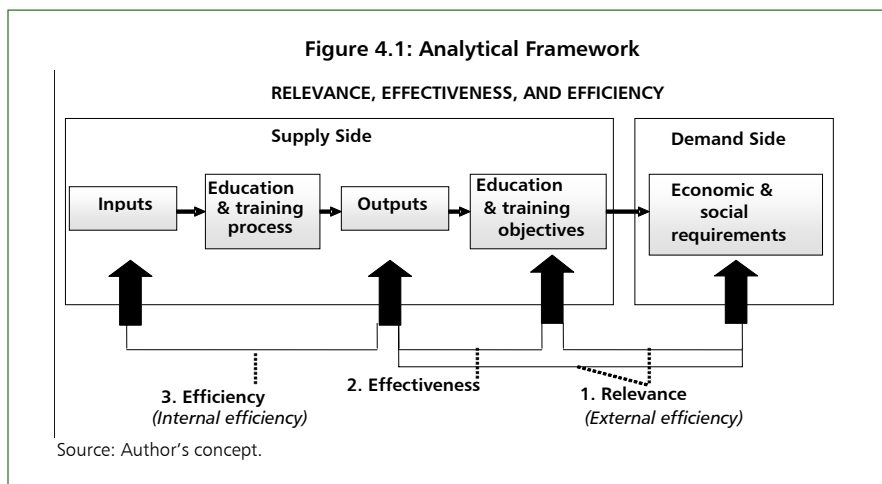 Figure 4.1: Analytical Framework
RELEVANCE, EFFECTIVENESS, AND EFFICIENCY
Supply Side
Demand Side
Inputs
Education
& training
process
Outputs
Education
& training
objectives
Economic &
social
requirements
3. Efficiency
(Internal efficiency)
2. Effectiveness
1. Relevance
(External efficiency)
Source: Author’s concept.